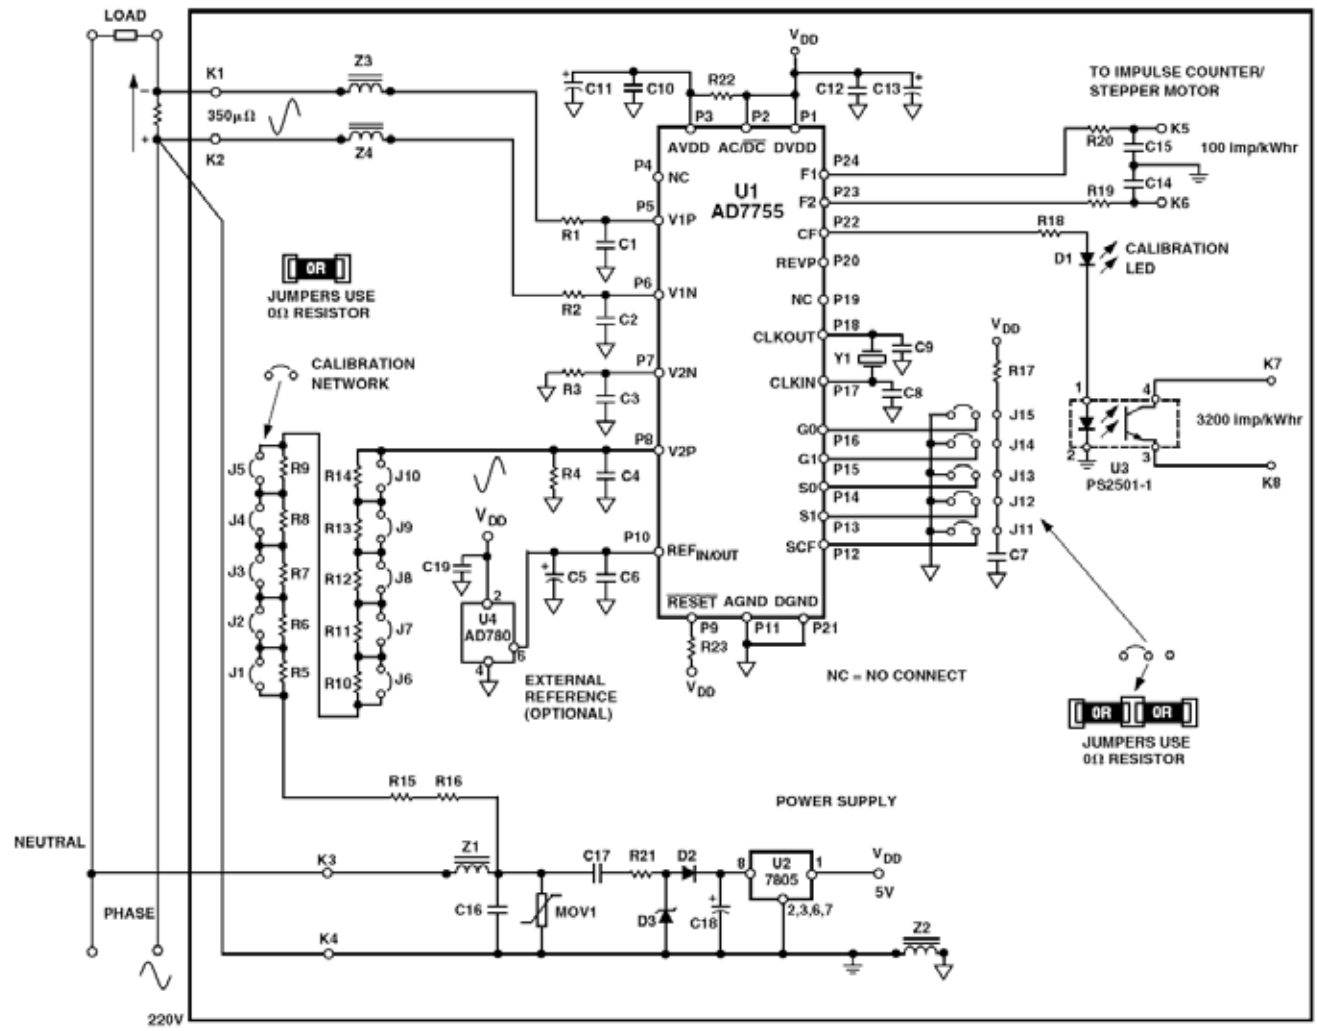 LOAD
K1
Z3
350μΩ
−
+
K2
Z4
C11
+
C10
R22
VDD
C12
C13
+
TO IMPULSE COUNTER/
STEPPER MOTOR
P3
P2
P1
AVDD
AC/DC
DVDD
P4
NC
U1
AD7755
F1
P24
R20
K5
C15
100 imp/kWhr
C14
F2
P23
R19
K6
P5
V1P
R1
C1
CF
P22
R18
D1
CALIBRATION
LED
REVP
P20
0R
JUMPERS USE
0Ω RESISTOR
P6
V1N
R2
C2
NC
P19
CLKOUT
P18
C9
Y1
CLKIN
P17
C8
VDD
R17
CALIBRATION
NETWORK
P7
V2N
R3
C3
K7
1
4
3200 imp/kWhr
2
3
U3
PS2501-1
K8
G0
P16
J15
G1
P15
J14
S0
P14
J13
S1
P13
J12
SCF
P12
J11
C7
P8
V2P
R4
C4
J5
R9
R14
J10
J4
R8
R13
J9
J3
R7
R12
J8
J2
R6
R11
J7
J1
R5
R10
J6
VDD
C19
2
U4
AD780
6
4
P10
REFIN/OUT
+
C5
C6
EXTERNAL
REFERENCE
(OPTIONAL)
RESET
AGND
DGND
P9
P11
P21
R23
VDD
NC = NO CONNECT
0R
0R
JUMPERS USE
0Ω RESISTOR
R15
R16
POWER SUPPLY
NEUTRAL
K3
Z1
C17
R21
D2
8
U2
7805
1
VDD
5V
2,3,6,7
C16
MOV1
D3
+
C18
PHASE
K4
Z2
220V